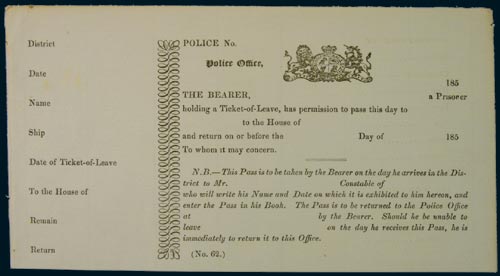 District
Date
Name
Ship
Date of Ticket-of-Leave
To the House of
Remain
Return
POLICE No.
Police Office,
185
THE BEARER, a Prisoner
holding a Ticket-of-Leave, has permission to pass this day to
to the House of
and return on or before the Day of 185
To whom it may concern.
N.B.—This Pass is to be taken by the Bearer on the day he arrives in the Dis-
trict to Mr. Constable of
who will write his Name and Date on which it is exhibited to him hereon, and
enter the Pass in his Book. The Pass is to be returned to the Police Office
at by the Bearer. Should he be unable to
leave on the day he receives this Pass, he is
immediately to return it to this Office.
(No. 62.)